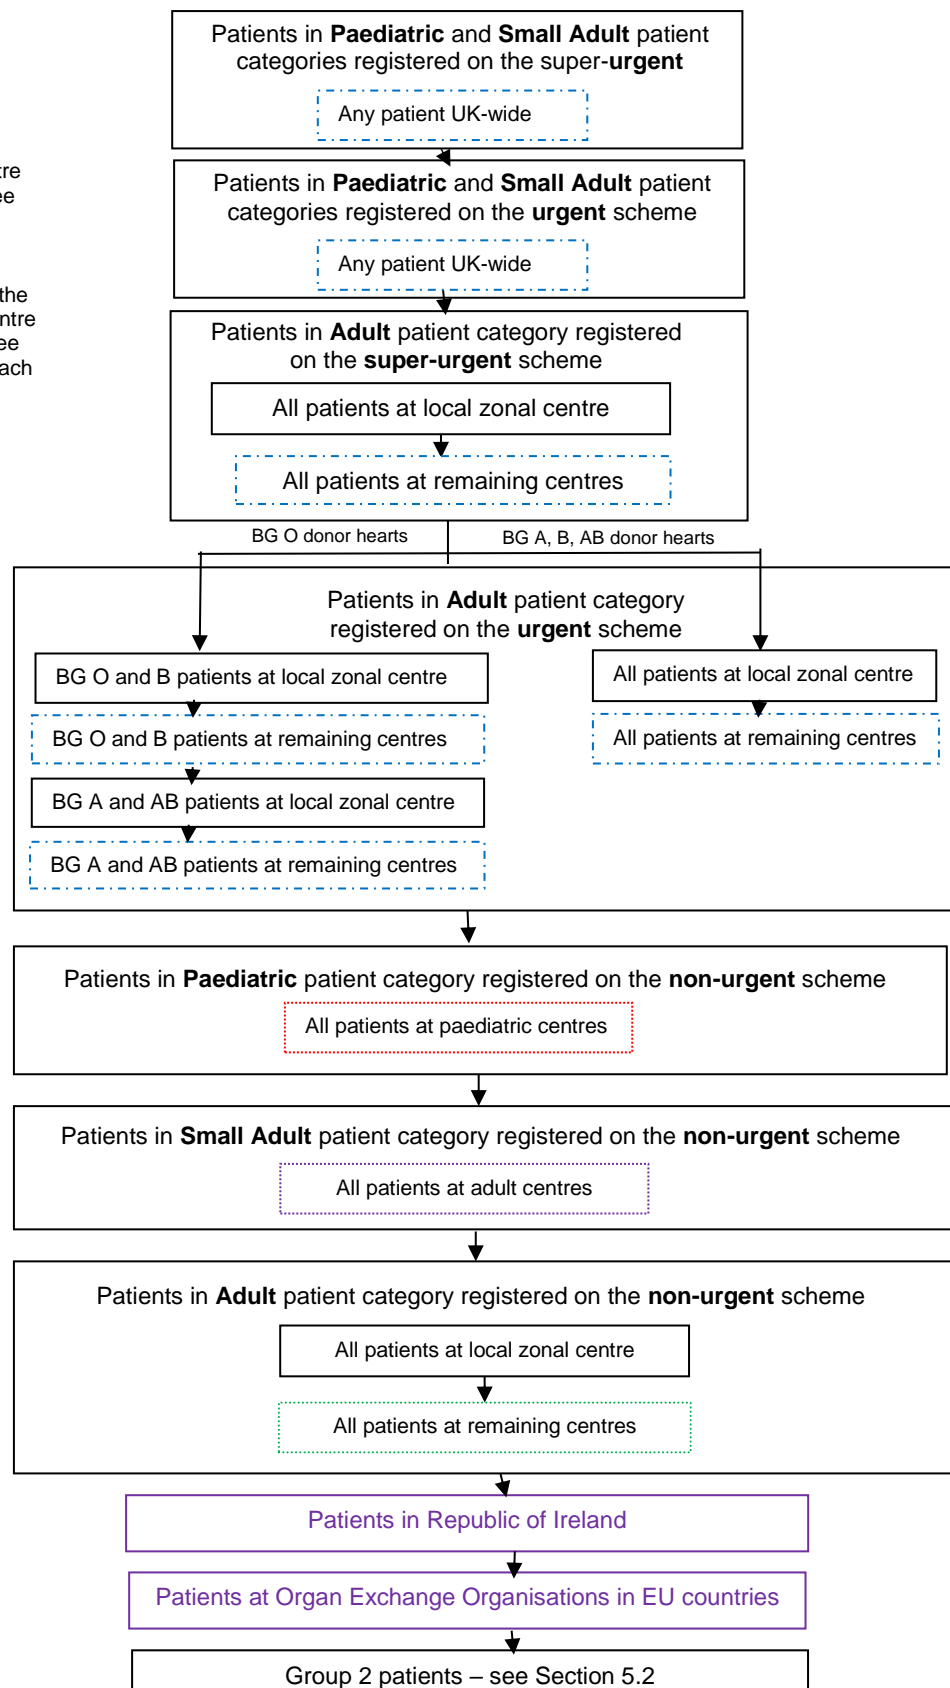 Patients in Paediatric and Small Adult patient
categories registered on the super-urgent
Any patient UK-wide
Patients in Paediatric and Small Adult patient
categories registered on the urgent scheme
Any patient UK-wide
the
Patients in Adult patient category registered
on the super-urgent scheme
All patients at local zonal centre
All patients at remaining centres
BG O donor hearts
BG A, B, AB donor hearts
Patients in Adult patient category
registered on the urgent scheme
BG O and B patients at local zonal centre
BG O and B patients at remaining centres
BG A and AB patients at local zonal centre
BG A and AB patients at remaining centres
All patients at local zonal centre
All patients at remaining centres
Patients in Paediatric patient category registered on the non-urgent scheme
All patients at paediatric centres
Patients in Small Adult patient category registered on the non-urgent scheme
All patients at adult centres
Patients in Adult patient category registered on the non-urgent scheme
All patients at local zonal centre
All patients at remaining centres
Patients in Republic of Ireland
Patients at Organ Exchange Organisations in EU countries
Group 2 patients – see Section 5.2